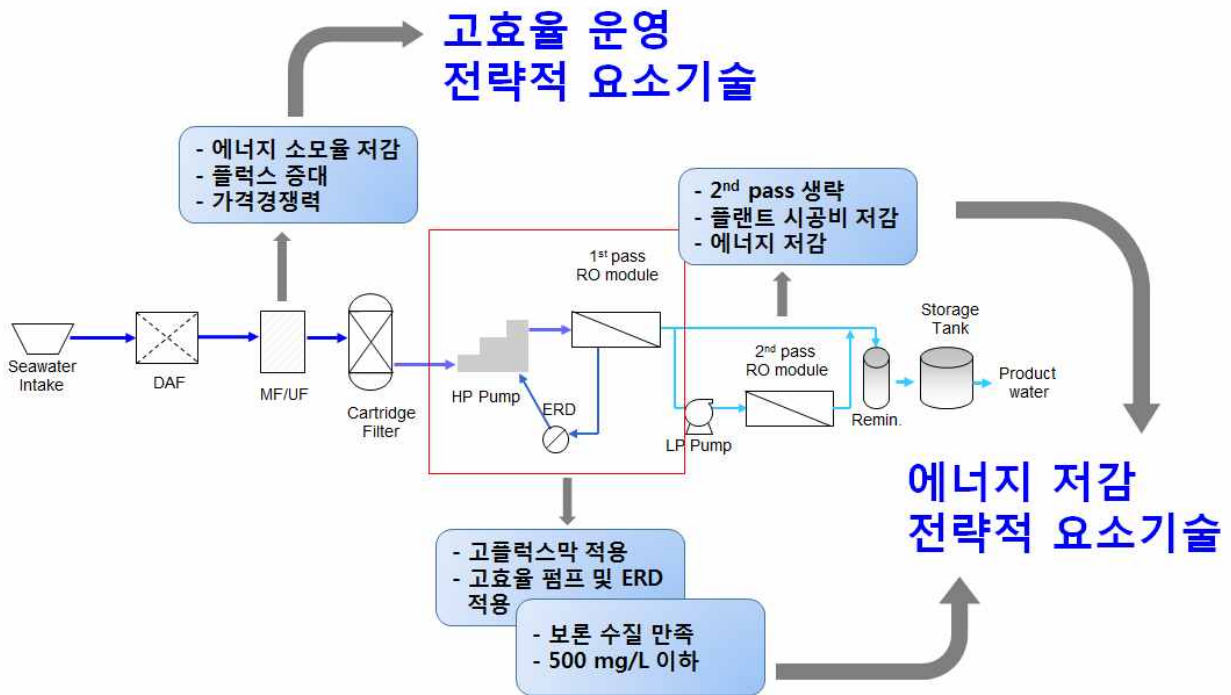 고효율 운영
전략적 요소기술
- 에너지 소모율 저감
- 플럭스 증대
- 가격경쟁력
- 2nd pass 생략
- 플랜트 시공비 저감
- 에너지 저감
1st pass
RO module
Storage
Tank
2nd pass
RO module
Seawater
Intake
DAF
MF/UF
Cartridge
Filter
HP Pump
ERD
LP Pump
Remin.
Product
water
에너지 저감
전략적 요소기술
- 고플럭스막 적용
- 고효율 펌프 및 ERD
적용
- 보론 수질 만족
- 500 mg/L 이하